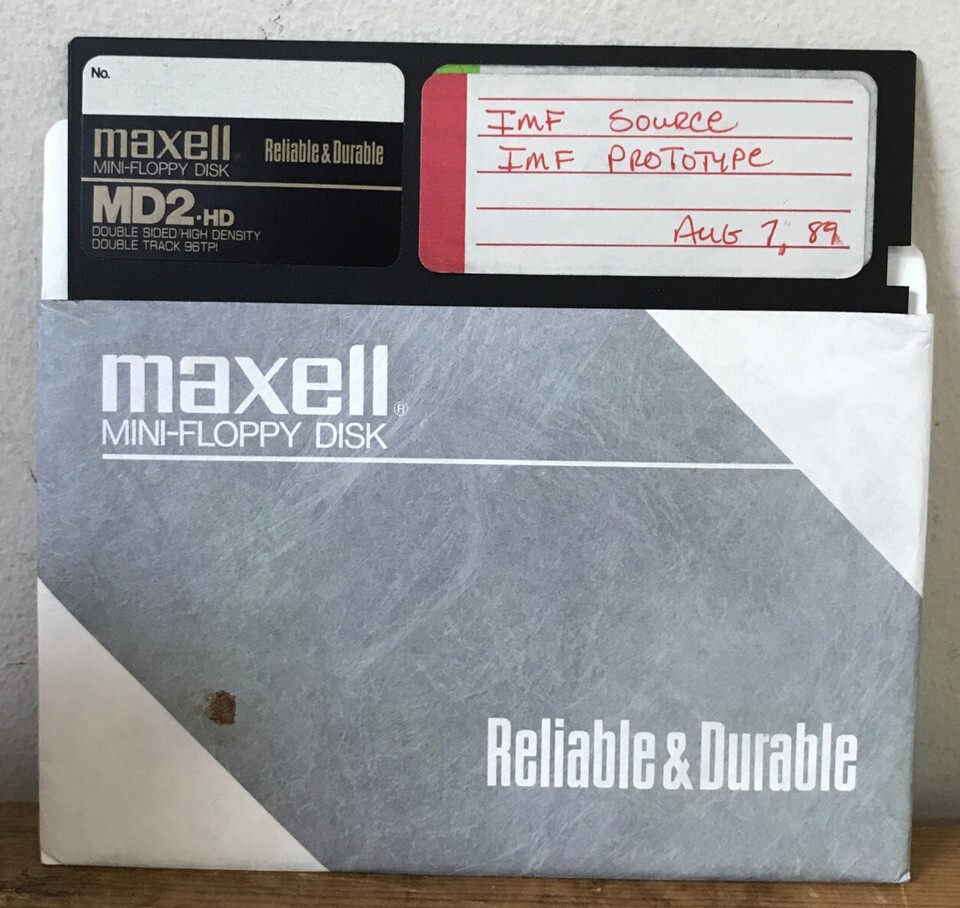 No.
maxell
MINI-FLOPPY DISK
Reliable & Durable
MD2-HD
DOUBLE SIDED/HIGH DENSITY
DOUBLE TRACK 96TPI
IMF SOURCE
IMF PROTOTYPE
AUG 7, 89
maxell®
MINI-FLOPPY DISK
Reliable & Durable